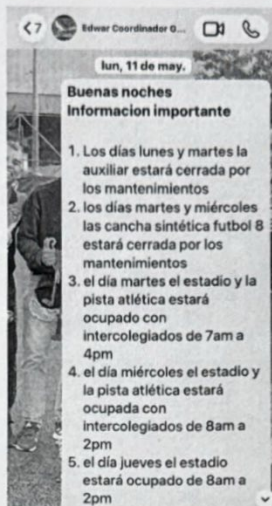 7 Edwar Coordinador O...
lun, 11 de may.
Buenas noches
Informacion importante
1. Los días lunes y martes la
auxiliar estará cerrada por
los mantenimientos
2. los días martes y miércoles
las cancha sintética futbol 8
estará cerrada por los
mantenimientos
3. el día martes el estadio y la
pista atlética estará
ocupado con
intercolegiados de 7am a
4pm
4. el día miércoles el estadio y
la pista atlética estará
ocupada con
intercolegiados de 8am a
2pm
5. el día jueves el estadio
estará ocupado de 8am a
2pm